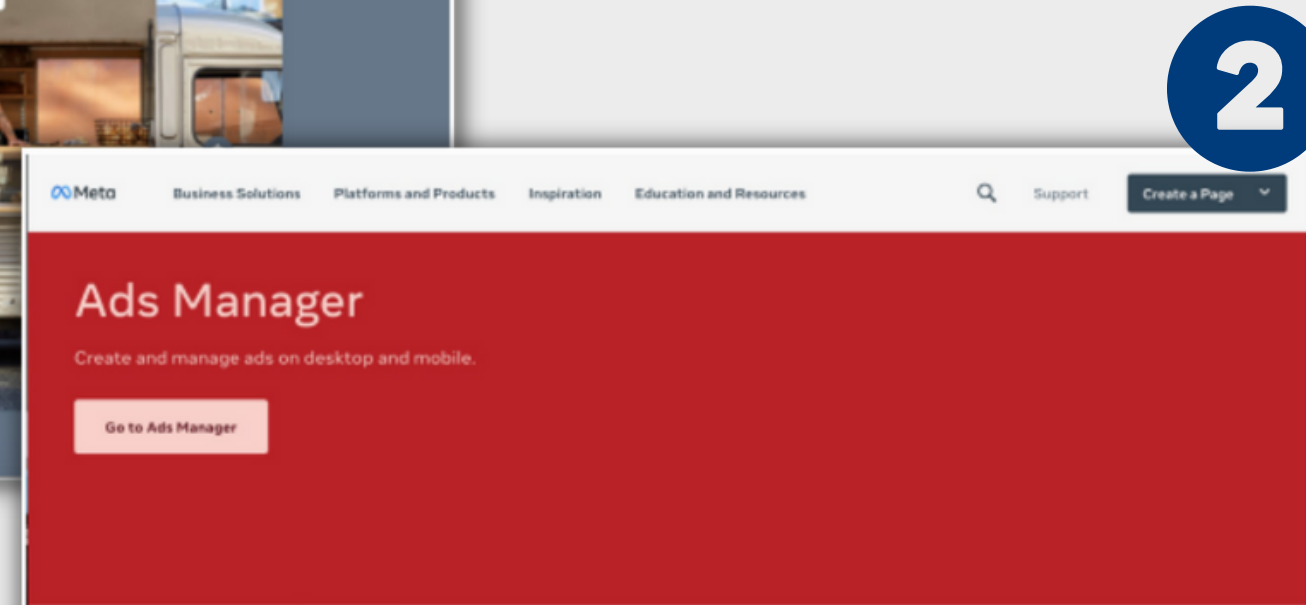 2
Meta Business Solutions Platforms and Products Inspiration Education and Resources Support Create a Page
Ads Manager
Create and manage ads on desktop and mobile.
Go to Ads Manager